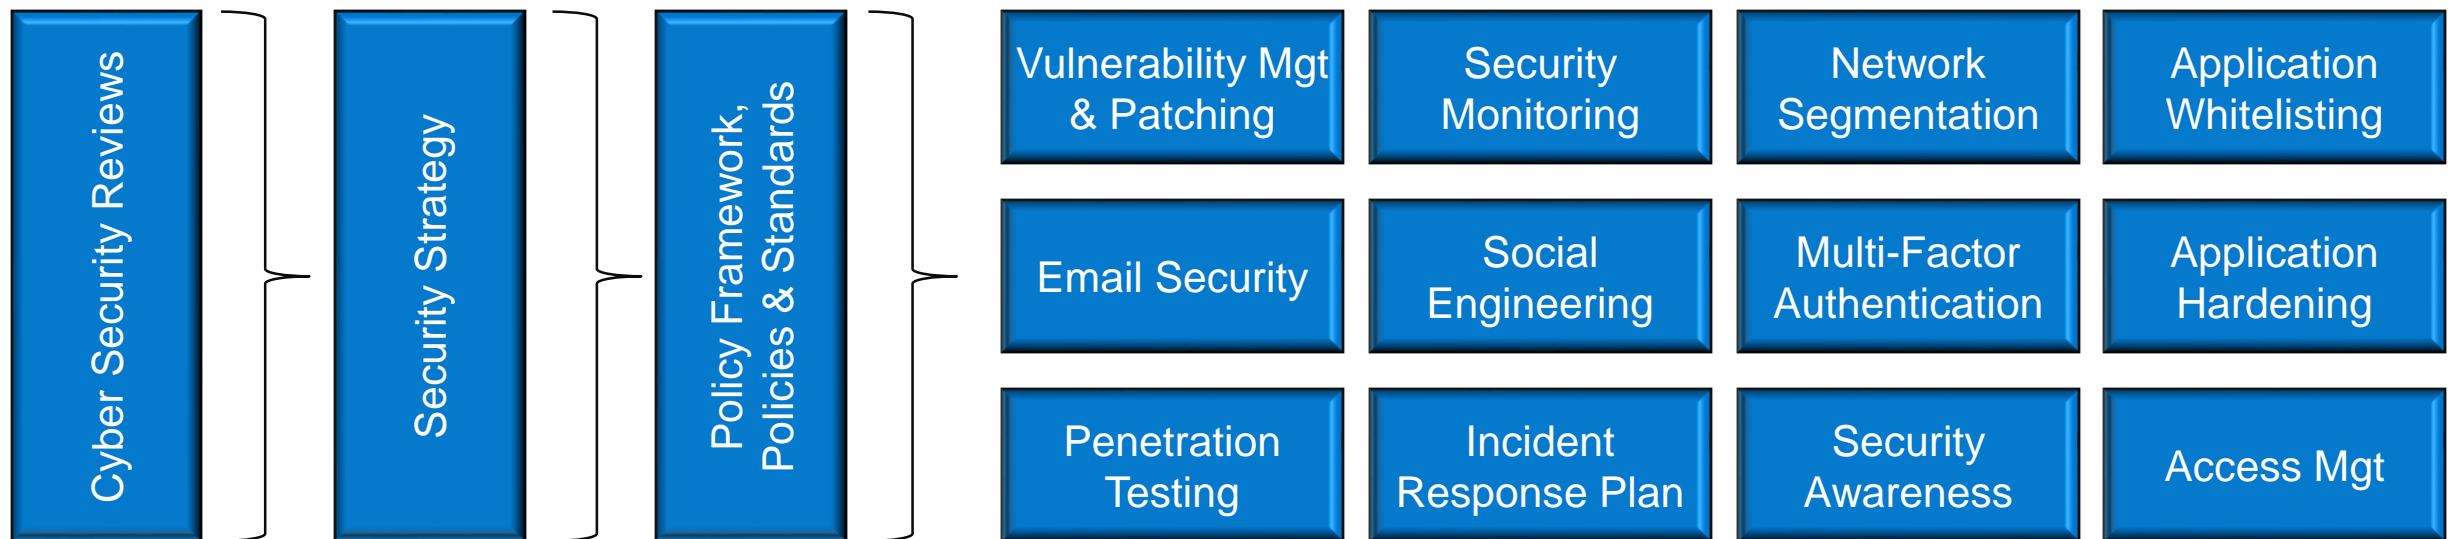 Cyber Security Reviews
Security Strategy
Policy Framework,
Policies & Standards
Vulnerability Mgt
& Patching
Security
Monitoring
Network
Segmentation
Application
Whitelisting
Email Security
Social
Engineering
Multi-Factor
Authentication
Application
Hardening
Penetration
Testing
Incident
Response Plan
Security
Awareness
Access Mgt